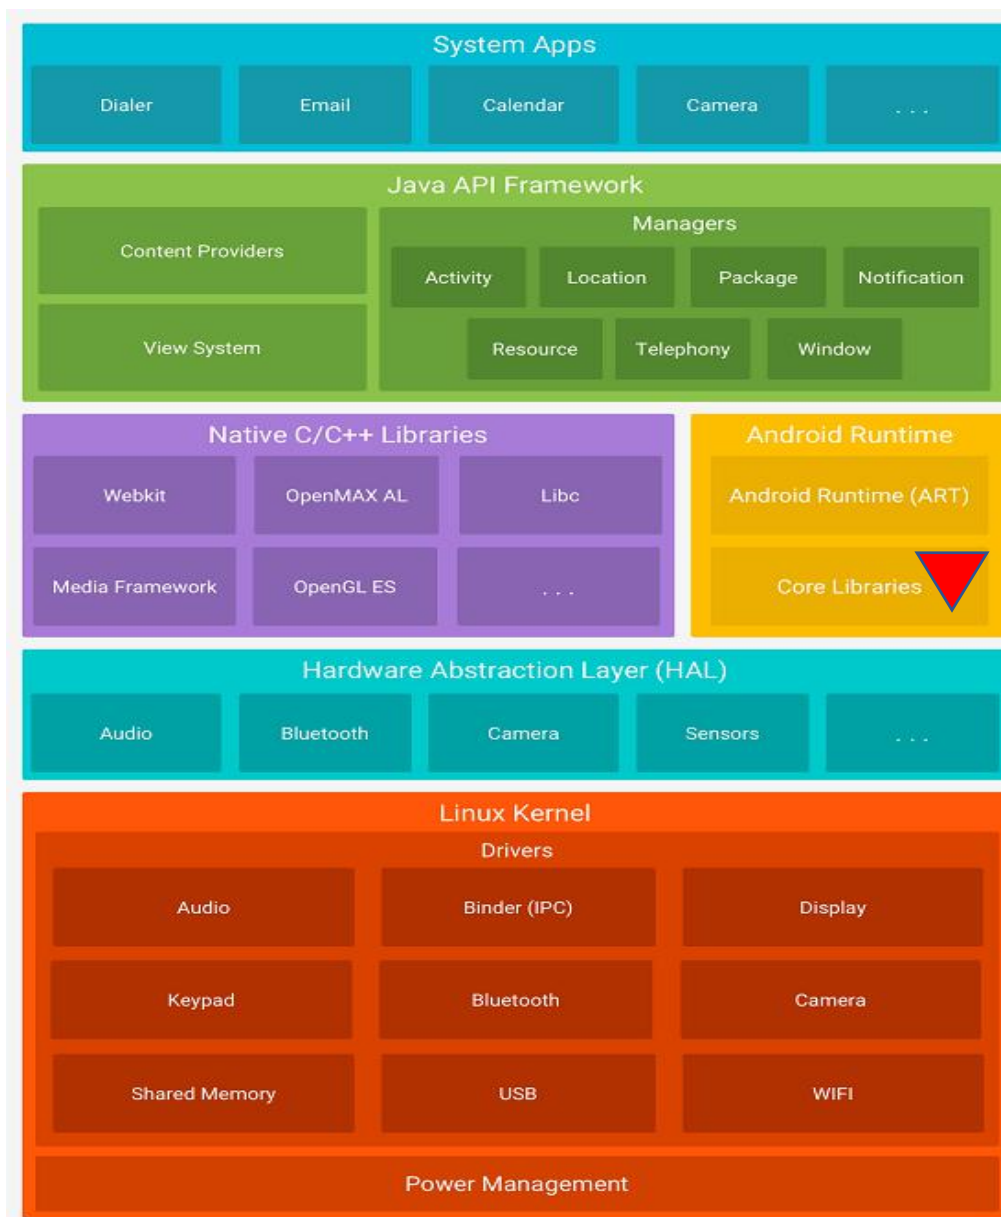 System Apps
Dialer Email Calendar Camera . . .
Java API Framework
Managers
Content Providers
Activity Location Package Notification
View System
Resource Telephony Window
Native C/C++ Libraries
Webkit OpenMAX AL Libc
Media Framework OpenGL ES . . .
Android Runtime
Android Runtime (ART)
Core Libraries
Hardware Abstraction Layer (HAL)
Audio Bluetooth Camera Sensors . . .
Linux Kernel
Drivers
Audio Binder (IPC) Display
Keypad Bluetooth Camera
Shared Memory USB WIFI
Power Management